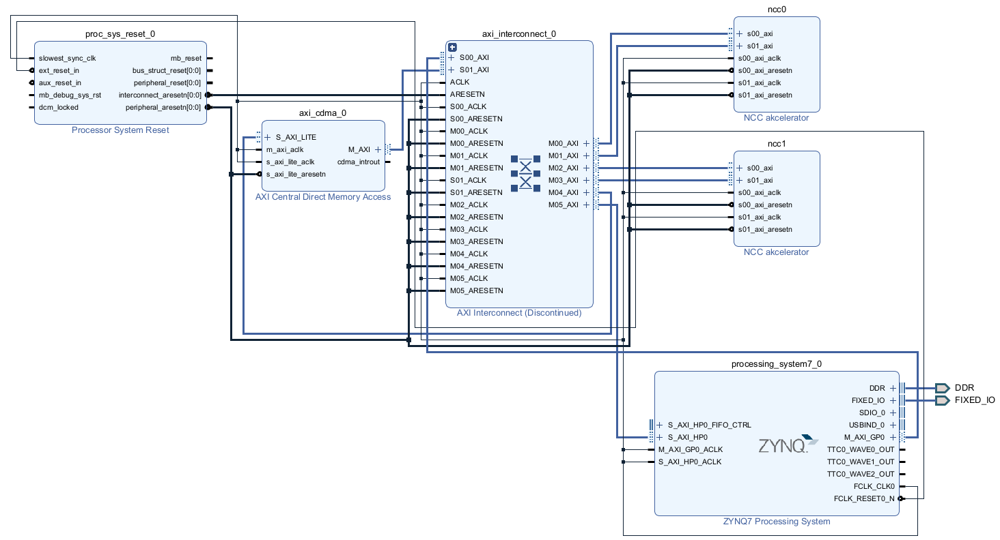 proc_sys_reset_0
slowest_sync_clk
ext_reset_in
aux_reset_in
mb_debug_sys_rst
dcm_locked
mb_reset
bus_struct_reset[0:0]
peripheral_reset[0:0]
interconnect_aresetn[0:0]
peripheral_aresetn[0:0]
Processor System Reset
axi_cdma_0
S_AXI_LITE
m_axi_aclk
s_axi_lite_aclk
s_axi_lite_aresetn
M_AXI
cdma_introut
AXI Central Direct Memory Access
axi_interconnect_0
S00_AXI
S01_AXI
ACLK
ARESETN
S00_ACLK
S00_ARESETN
M00_ACLK
M00_ARESETN
M01_ACLK
M01_ARESETN
S01_ACLK
S01_ARESETN
M02_ACLK
M02_ARESETN
M03_ACLK
M03_ARESETN
M04_ACLK
M04_ARESETN
M05_ACLK
M05_ARESETN
M00_AXI
M01_AXI
M02_AXI
M03_AXI
M04_AXI
M05_AXI
AXI Interconnect (Discontinued)
ncc0
s00_axi
s01_axi
s00_axi_aclk
s00_axi_aresetn
s01_axi_aclk
s01_axi_aresetn
NCC akcelerator
ncc1
s00_axi
s01_axi
s00_axi_aclk
s00_axi_aresetn
s01_axi_aclk
s01_axi_aresetn
NCC akcelerator
processing_system7_0
S_AXI_HP0_FIFO_CTRL
S_AXI_HP0
M_AXI_GP0_ACLK
S_AXI_HP0_ACLK
ZYNQ
DDR
FIXED_IO
SDIO_0
USBIND_0
M_AXI_GP0
TTC0_WAVE0_OUT
TTC0_WAVE1_OUT
TTC0_WAVE2_OUT
FCLK_CLK0
FCLK_RESET0_N
ZYNQ7 Processing System
DDR
FIXED_IO